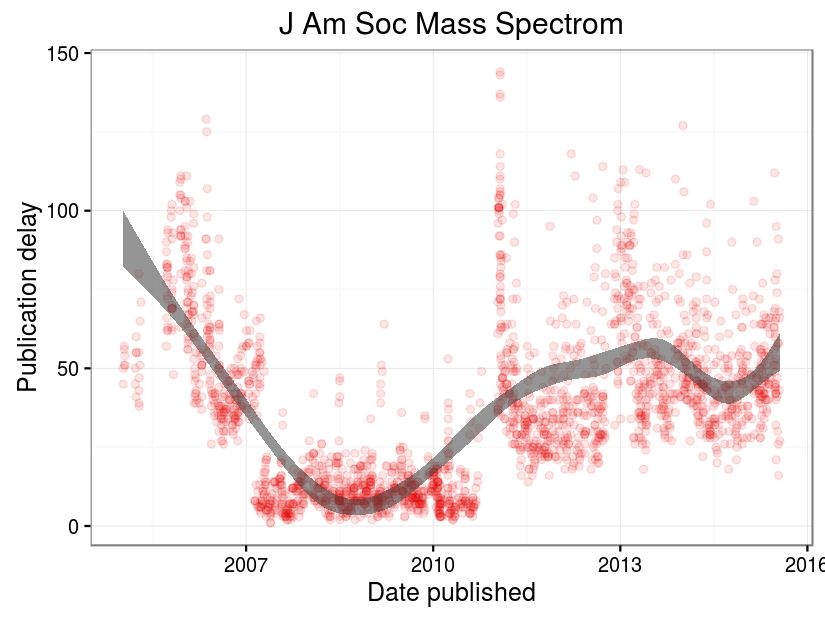 J Am Soc Mass Spectrom
150
100
50
0
Publication delay
2007 2010 2013 2016
Date published